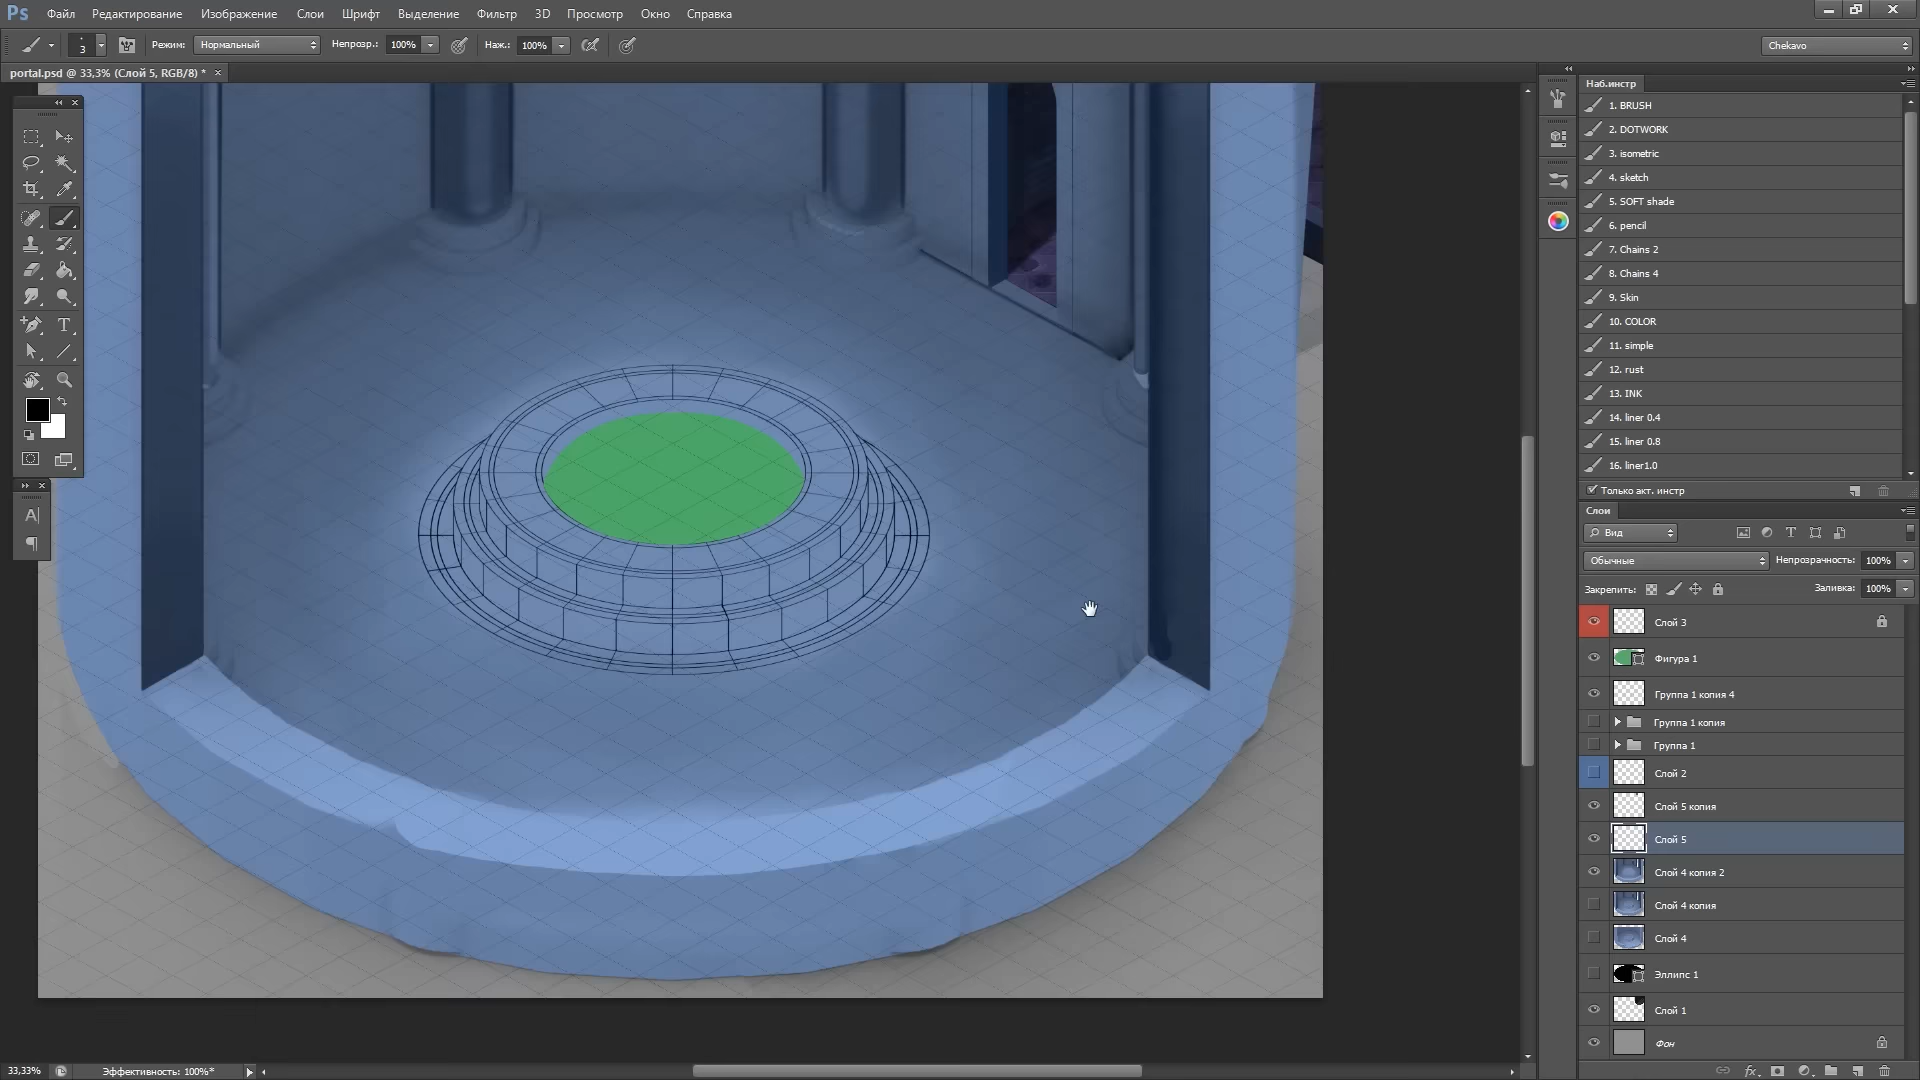 Ps Файл Редактирование Изображение Слои Шрифт Выделение Фильтр 3D Просмотр Окно Справка
3 Режим: Нормальный Непрозр.: 100% Наж.: 100% Chekavo
portal.psd @ 33,3% (Слой 5, RGB/8) *
Наб.инстр
1. BRUSH
2. DOTWORK
3. isometric
4. sketch
5. SOFT shade
6. pencil
7. Chains 2
8. Chains 4
9. Skin
10. COLOR
11. simple
12. rust
13. INK
14. liner 0.4
15. liner 0.8
16. liner1.0
Только акт. инстр
Слои
Вид
Обычные Непрозрачность: 100%
Закрепить: Заливка: 100%
Слой 3
Фигура 1
Группа 1 копия 4
Группа 1 копия
Группа 1
Слой 2
Слой 5 копия
Слой 5
Слой 4 копия 2
Слой 4 копия
Слой 4
Эллипс 1
Слой 1
Фон
33,33% Эффективность: 100%*